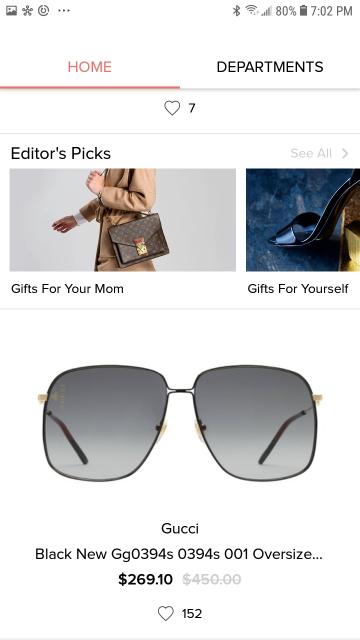 80% 7:02 PM
HOME
DEPARTMENTS
7
Editor's Picks
See All
Gifts For Your Mom
Gifts For Yourself
Gucci
Black New Gg0394s 0394s 001 Oversize...
$269.10 $450.00
152